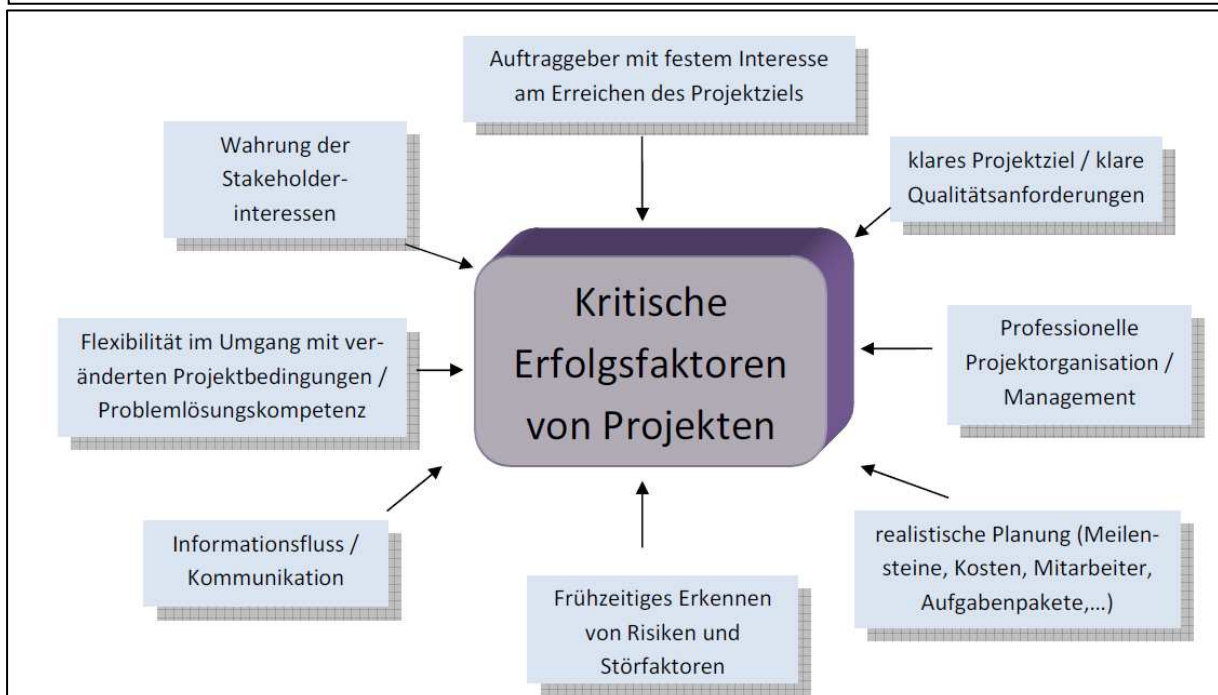 Auftraggeber mit festem Interesse
am Erreichen des Projektziels
Wahrung der
Stakeholder-
interessen
klares Projektziel / klare
Qualitätsanforderungen
Kritische
Erfolgsfaktoren
von Projekten
Flexibilität im Umgang mit ver-
änderten Projektbedingungen /
Problemlösungskompetenz
Professionelle
Projektorganisation /
Management
Informationsfluss /
Kommunikation
Frühzeitiges Erkennen
von Risiken und
Störfaktoren
realistische Planung (Meilen-
steine, Kosten, Mitarbeiter,
Aufgabenpakete,...)